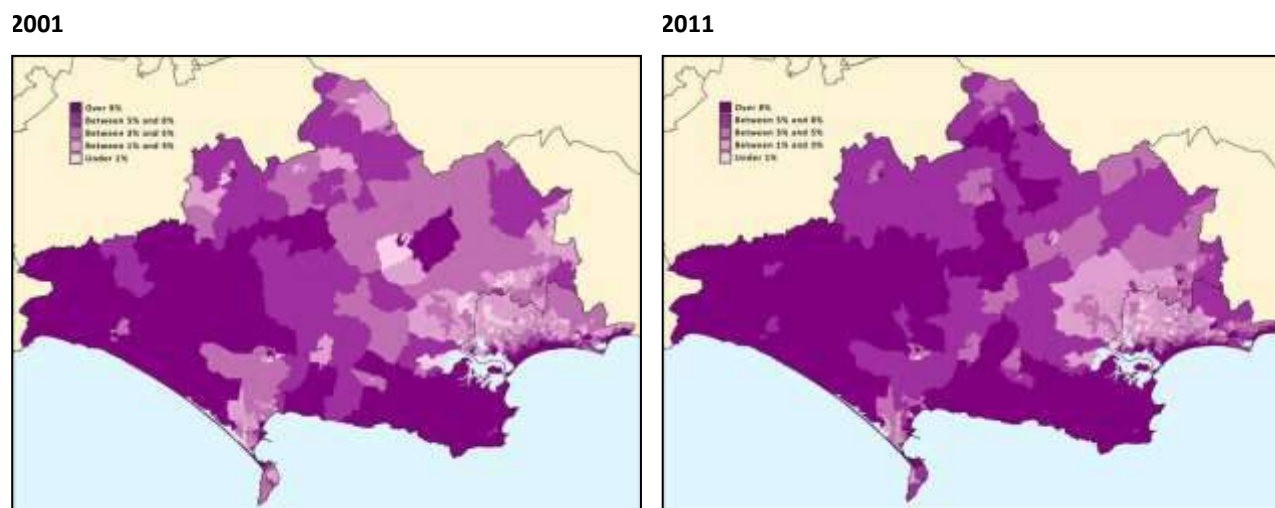 2001
2011
Over 8%
Between 5% and 8%
Between 3% and 5%
Between 1% and 3%
Under 1%
Over 8%
Between 5% and 8%
Between 3% and 5%
Between 1% and 3%
Under 1%